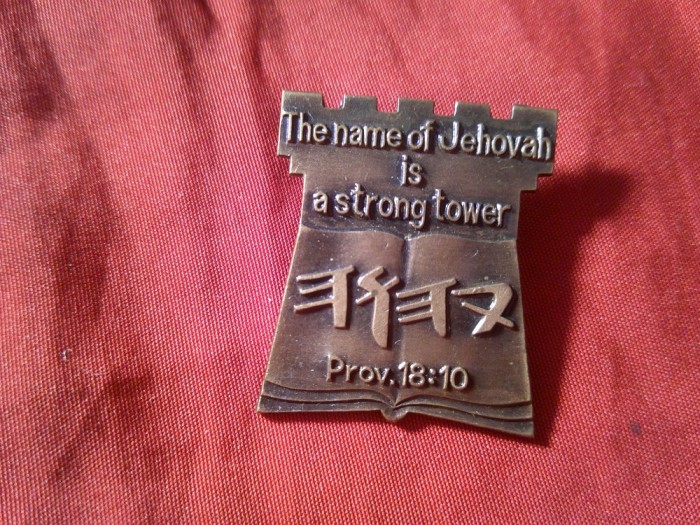 The name of Jehovah
is
a strong tower
𐤉𐤄𐤅𐤄
Prov. 18:10